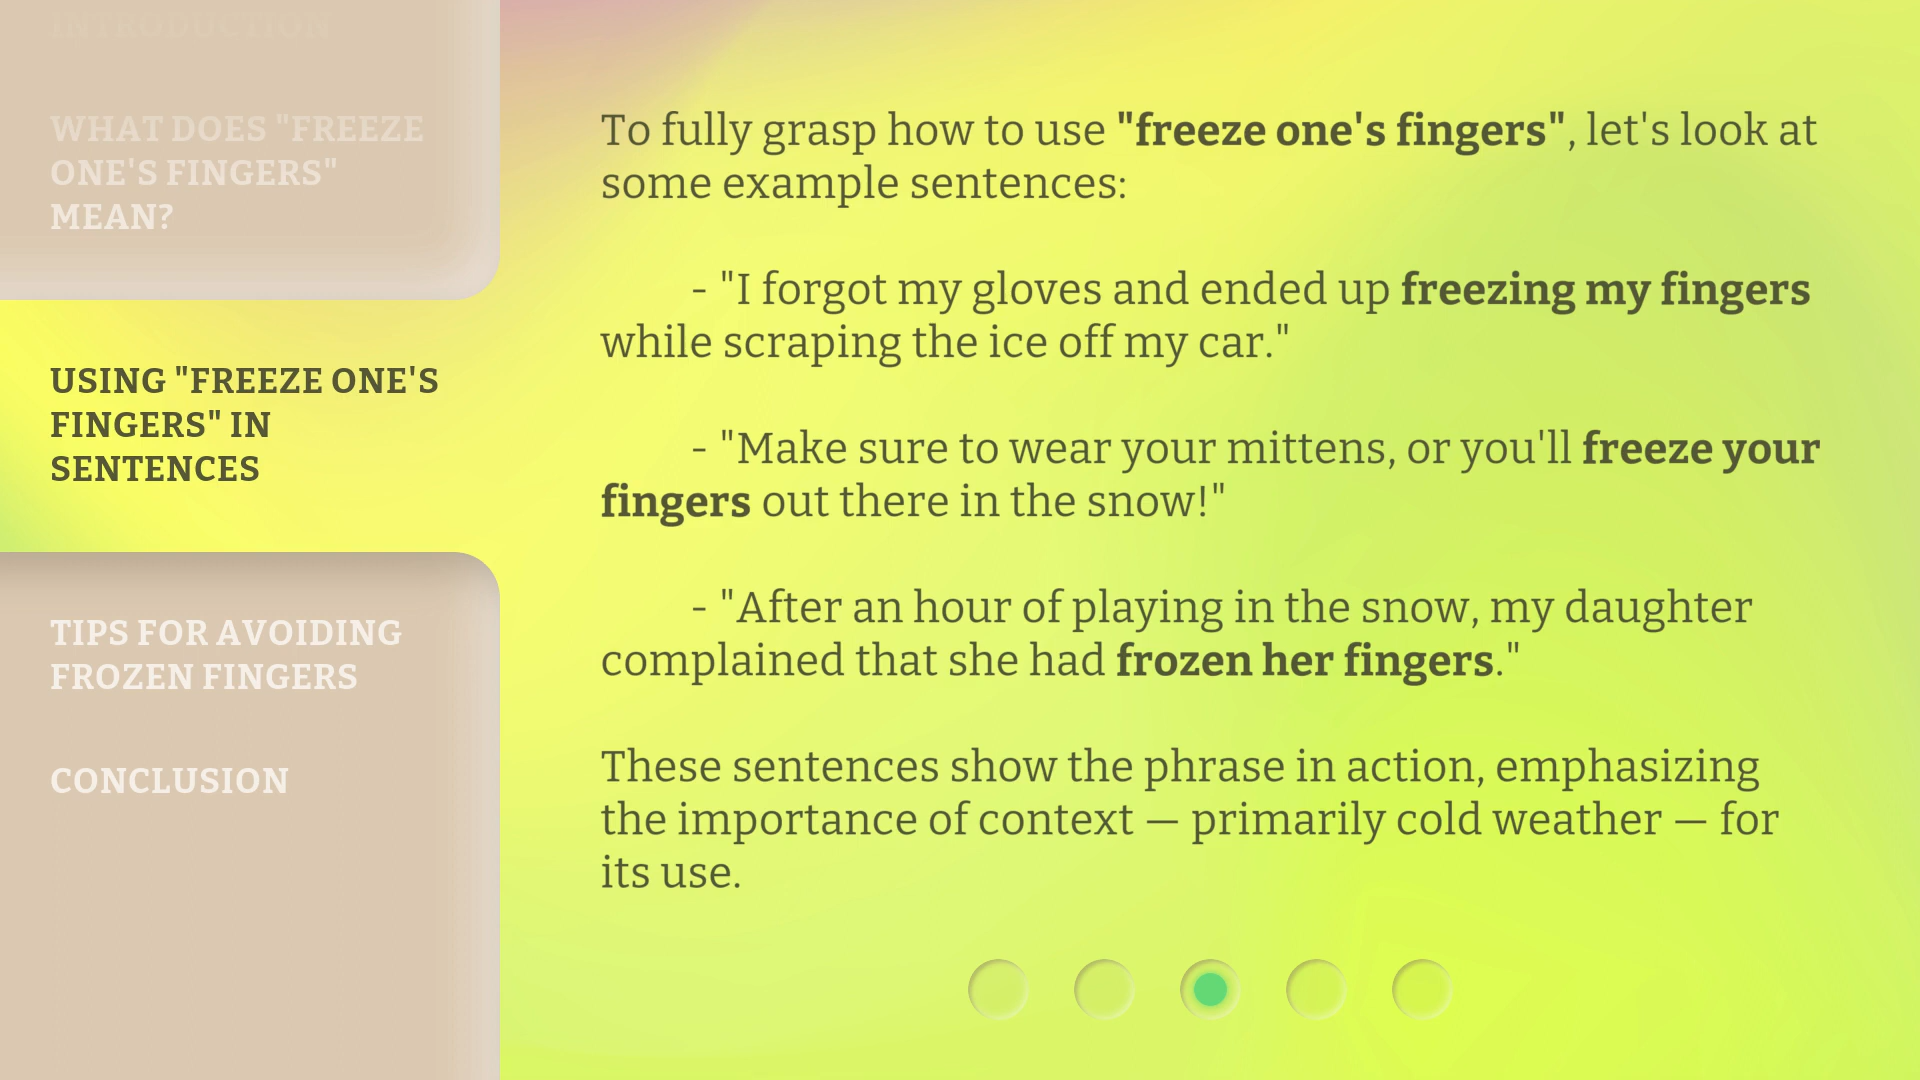 INTRODUCTION
WHAT DOES "FREEZE
ONE'S FINGERS"
MEAN?
USING "FREEZE ONE'S
FINGERS" IN
SENTENCES
TIPS FOR AVOIDING
FROZEN FINGERS
CONCLUSION
To fully grasp how to use "freeze one's fingers", let's look at
some example sentences:
- "I forgot my gloves and ended up freezing my fingers
while scraping the ice off my car."
- "Make sure to wear your mittens, or you'll freeze your
fingers out there in the snow!"
- "After an hour of playing in the snow, my daughter
complained that she had frozen her fingers."
These sentences show the phrase in action, emphasizing
the importance of context — primarily cold weather — for
its use.